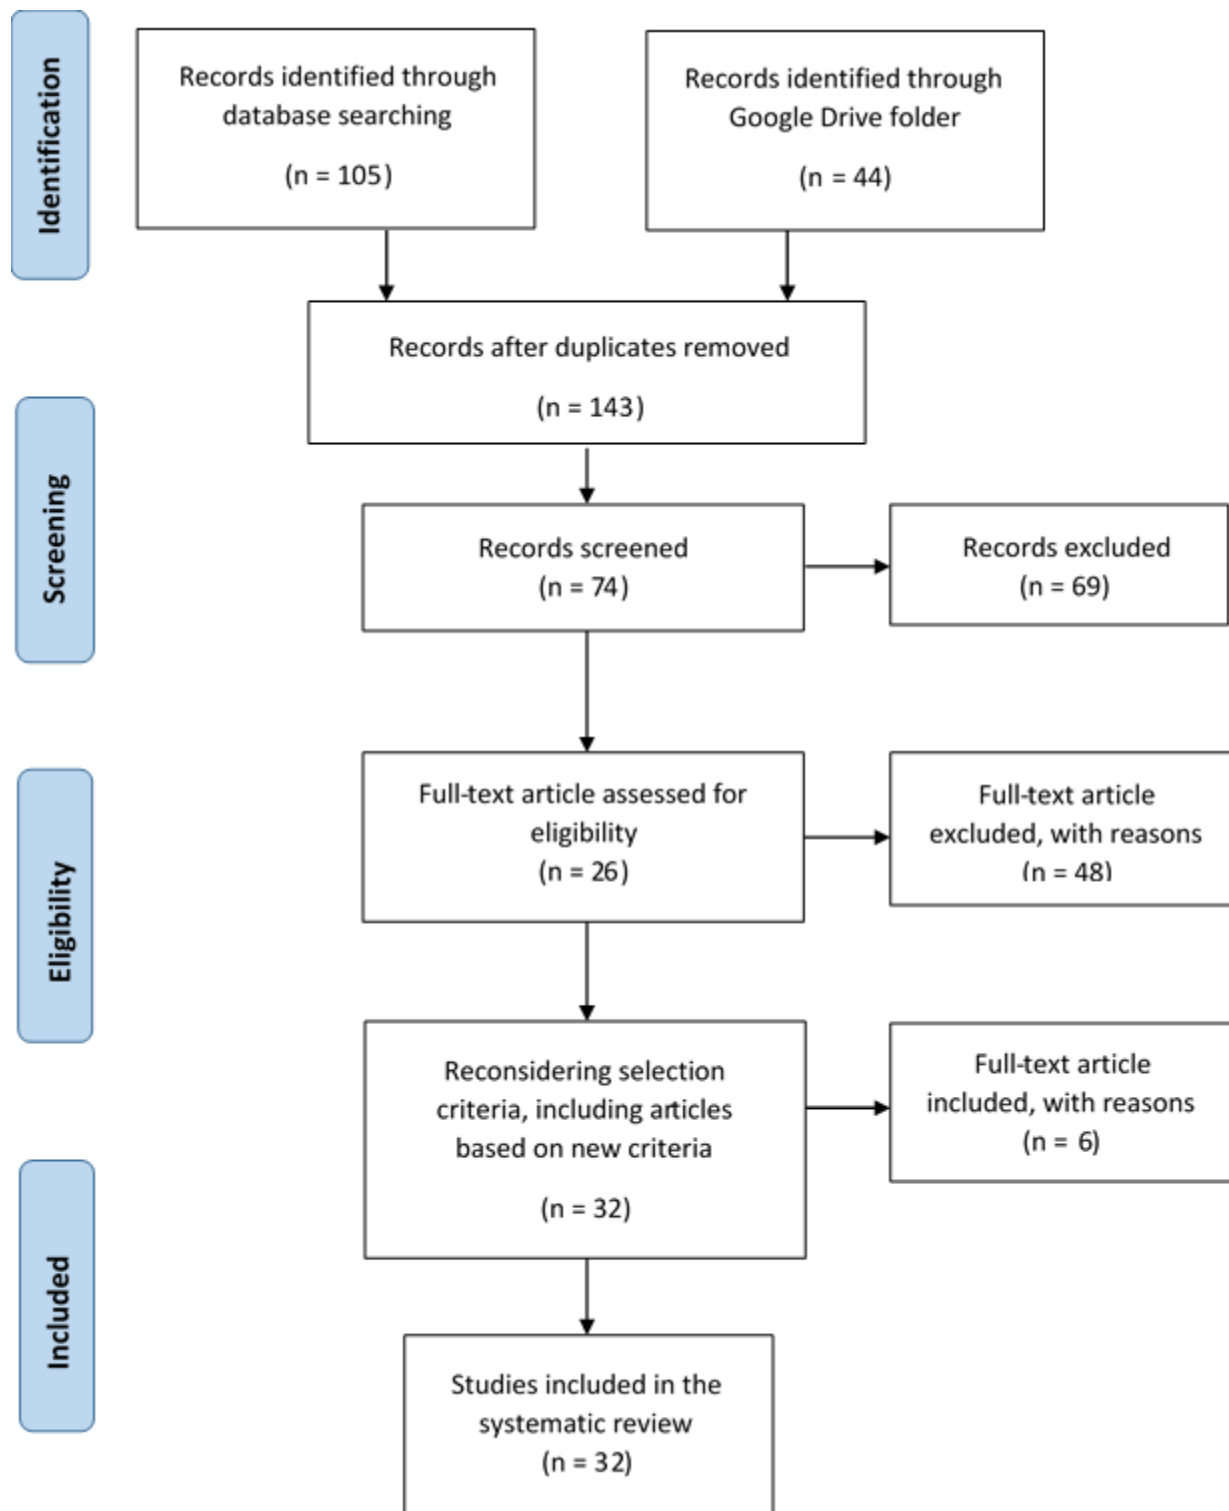 Identification
Records identified through
database searching
(n = 105)
Records identified through
Google Drive folder
(n = 44)
Records after duplicates removed
(n = 143)
Screening
Records screened
(n = 74)
Records excluded
(n = 69)
Eligibility
Full-text article assessed for
eligibility
(n = 26)
Full-text article
excluded, with reasons
(n = 48)
Reconsidering selection
criteria, including articles
based on new criteria
(n = 32)
Full-text article
included, with reasons
(n = 6)
Included
Studies included in the
systematic review
(n = 32)